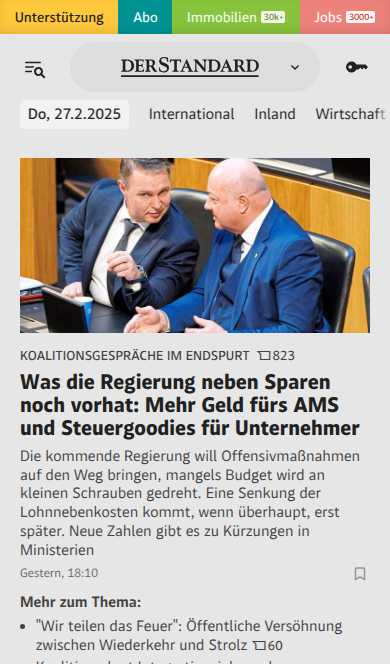 Unterstützung Abo Immobilien 30k+ Jobs 3000+
DERSTANDARD
Do, 27.2.2025 International Inland Wirtschaft
KOALITIONSGESPRÄCHE IM ENDSPURT 823
Was die Regierung neben Sparen
noch vorhat: Mehr Geld fürs AMS
und Steuergoodies für Unternehmer
Die kommende Regierung will Offensivmaßnahmen
auf den Weg bringen, mangels Budget wird an
kleinen Schrauben gedreht. Eine Senkung der
Lohnnebenkosten kommt, wenn überhaupt, erst
später. Neue Zahlen gibt es zu Kürzungen in
Ministerien
Gestern, 18:10
Mehr zum Thema:
• "Wir teilen das Feuer": Öffentliche Versöhnung
zwischen Wiederkehr und Strolz 60